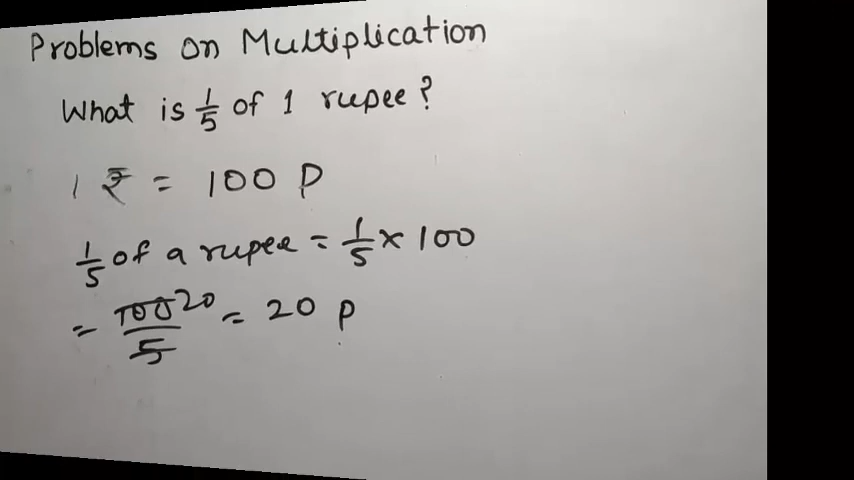 Problems on Multiplication
What is 1/5 of 1 rupee?
1 ₹ = 100 P
1/5 of a rupee = 1/5 × 100
= 100/5 20 = 20 P